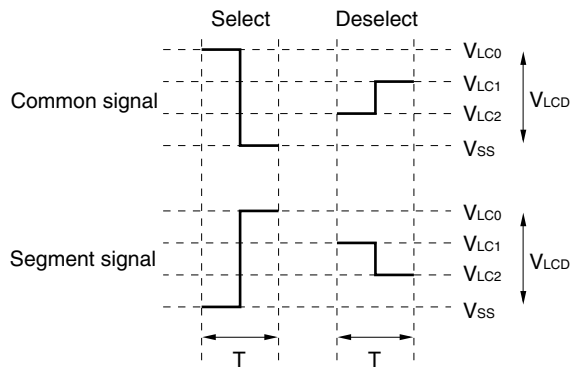 Select Deselect
VLC0
VLC1
Common signal
VLCD
VLC2
VSS
VLC0
VLC1
Segment signal
VLCD
VLC2
VSS
T T